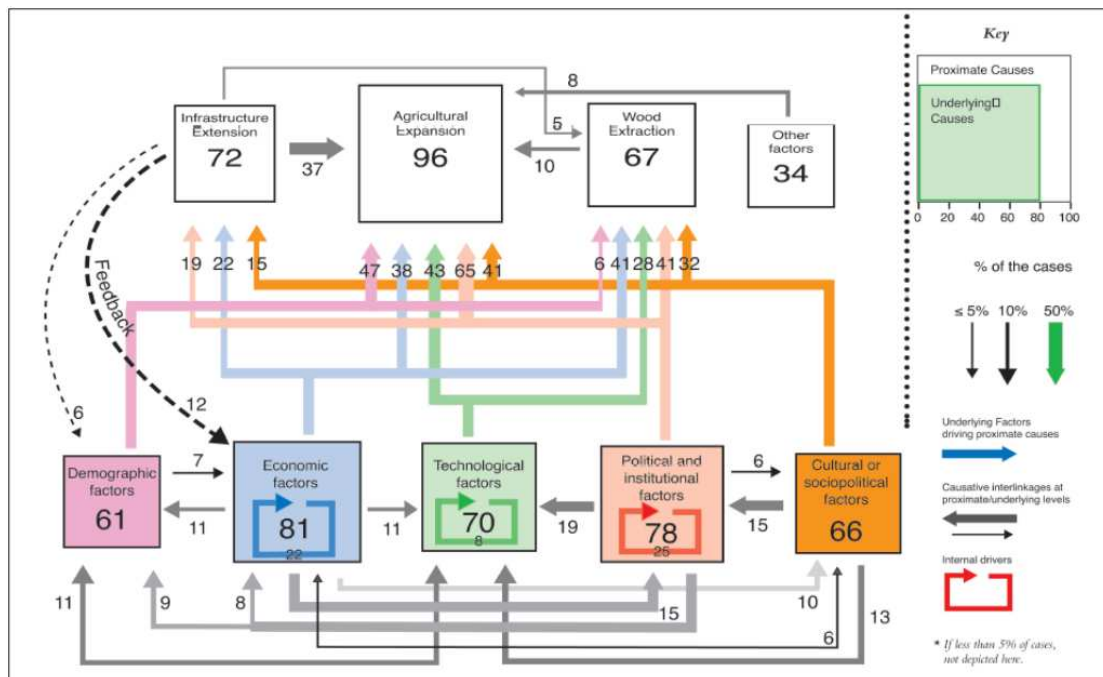 Infrastructure
Extension
72
37
Agricultural
Expansion
96
5
10
8
Wood
Extraction
67
Other
factors
34
Key
Proximate Causes
Underlying□
Causes
0 20 40 60 80 100
% of the cases
≤ 5% 10% 50%
Underlying Factors
driving proximate causes
Causative interlinkages at
proximate/underlying levels
Internal drivers
* If less than 5% of cases,
not depicted here.
19 22 15 47 38 43 65 41 6 41 28 41 32
Feedback
6
12
Demographic
factors
61
7
11
Economic
factors
81
22
11
Technological
factors
70
8
19
Political and
institutional
factors
78
25
6
15
Cultural or
sociopolitical
factors
66
11 9 8 15 6 10 13